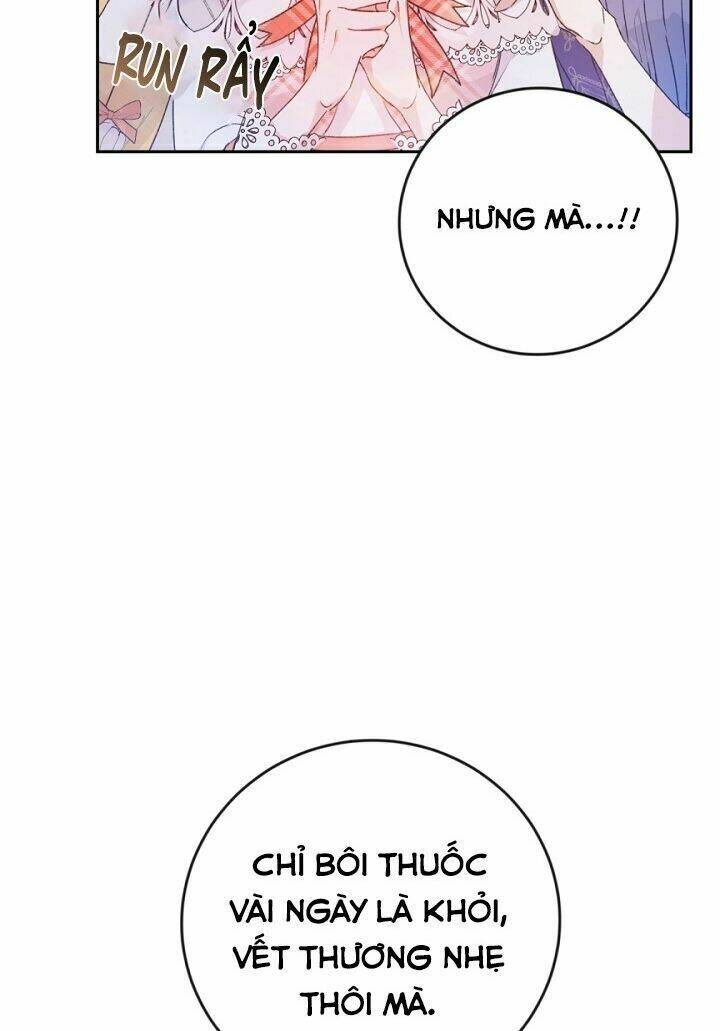 RUN RẨY
NHƯNG MÀ...!!
CHỈ BÔI THUỐC
VÀI NGÀY LÀ KHỎI,
VẾT THƯƠNG NHẸ
THÔI MÀ.